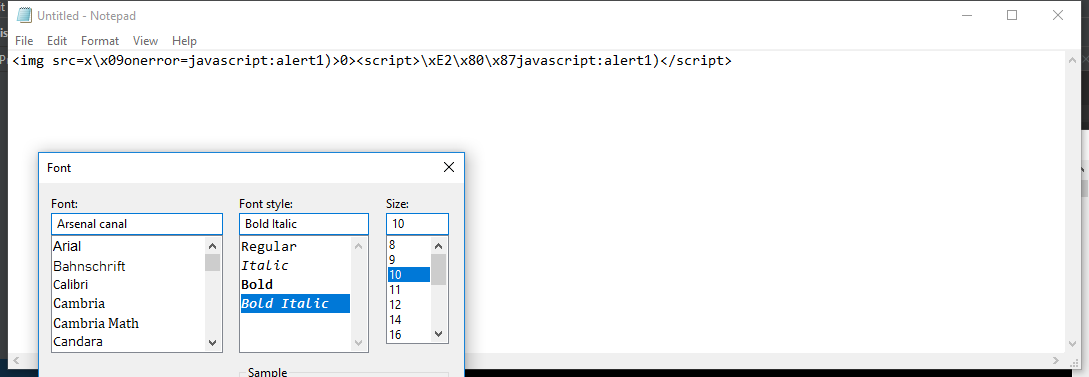 Untitled - Notepad
File Edit Format View Help
<img src=x\x09onerror=javascript:alert1)>0><script>\xE2\x80\x87javascript:alert1)</script>
Font
Font: Font style: Size:
Arsenal canal Bold Italic 10
Arial Regular 8
Bahnschrift Italic 9
Calibri Bold 10
Cambria Bold Italic 11
Cambria Math 12
Candara 14
16
Sample